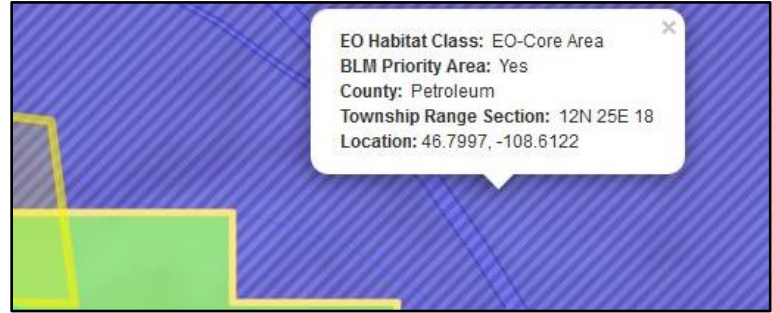 EO Habitat Class: EO-Core Area
BLM Priority Area: Yes
County: Petroleum
Township Range Section: 12N 25E 18
Location: 46.7997, -108.6122